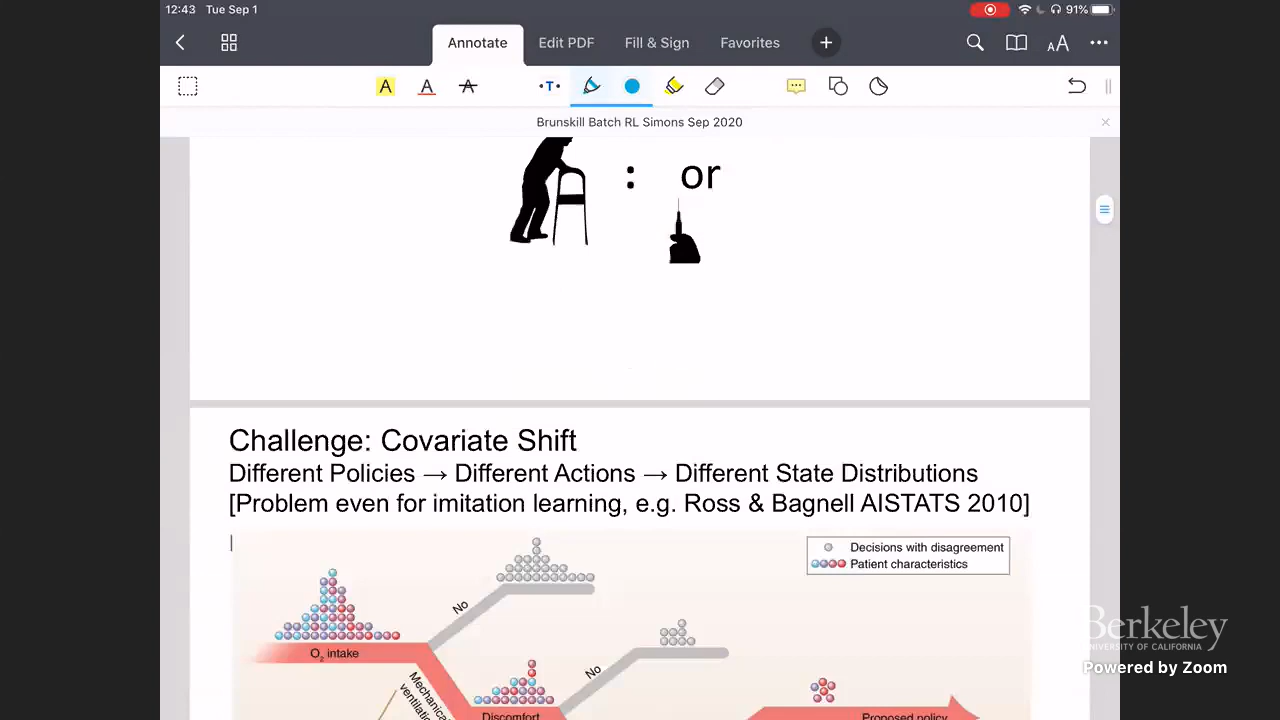 12:43 Tue Sep 1
91%
Annotate Edit PDF Fill & Sign Favorites
AA
A A A T
Brunskill Batch RL Simons Sep 2020
: or
Challenge: Covariate Shift
Different Policies → Different Actions → Different State Distributions
[Problem even for imitation learning, e.g. Ross & Bagnell AISTATS 2010]
Decisions with disagreement
Patient characteristics
No
O2 intake
No
Mechanical
Discomfort
Proposed policy
Berkeley
UNIVERSITY OF CALIFORNIA
Powered by Zoom